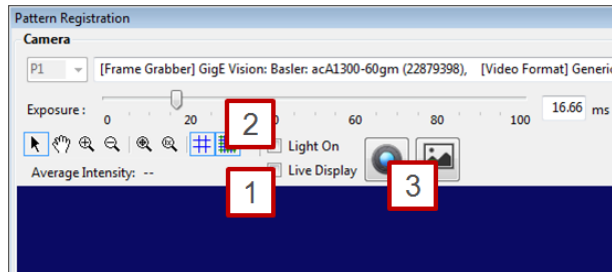 Pattern Registration
Camera
P1 [Frame Grabber] GigE Vision: Basler: acA1300-60gm (22879398), [Video Format] Generi
Exposure : 0 20 60 80 100 16.66 ms
2
Light On
Average Intensity: -- 1 Live Display 3